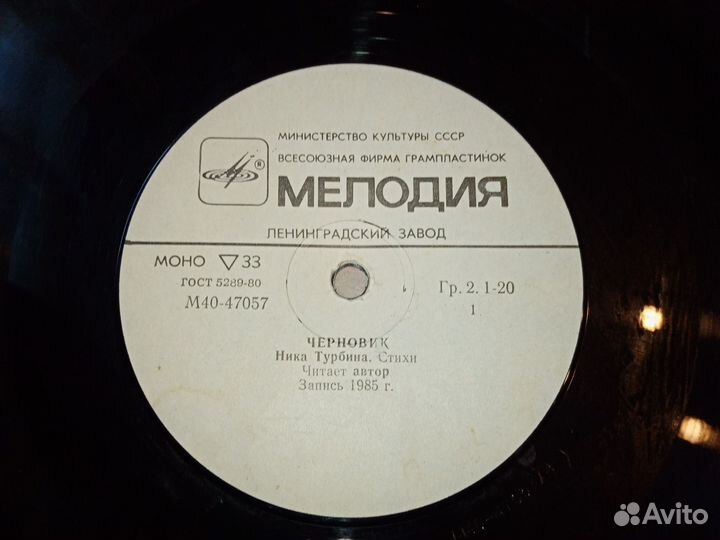 МИНИСТЕРСТВО КУЛЬТУРЫ СССР
ВСЕСОЮЗНАЯ ФИРМА ГРАМПЛАСТИНОК
®
МЕЛОДИЯ
ЛЕНИНГРАДСКИЙ ЗАВОД
МОНО ▽ 33
ГОСТ 5289-80
М40-47057
Гр. 2. 1-20
1
ЧЕРНОВИК
Ника Турбина. Стихи
Читает автор
Запись 1985 г.
Avito